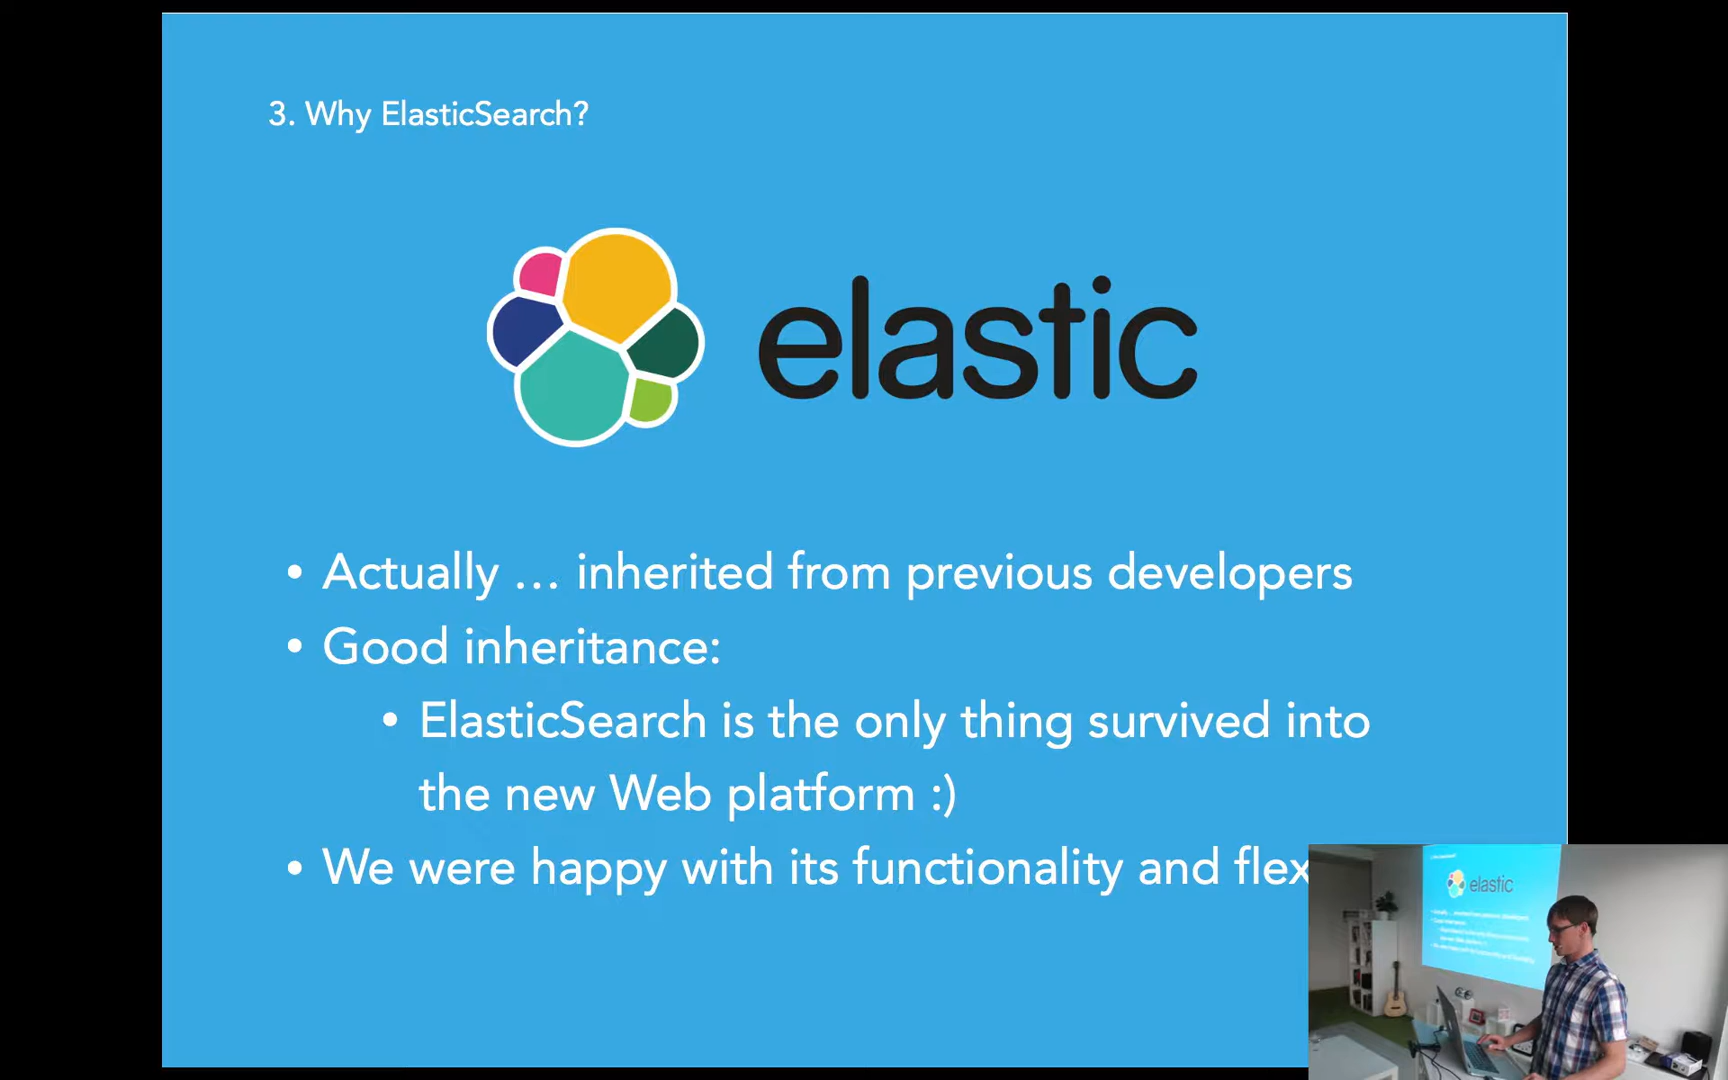 3. Why ElasticSearch?
elastic
• Actually … inherited from previous developers
• Good inheritance:
• ElasticSearch is the only thing survived into
the new Web platform :)
• We were happy with its functionality and flex
elastic